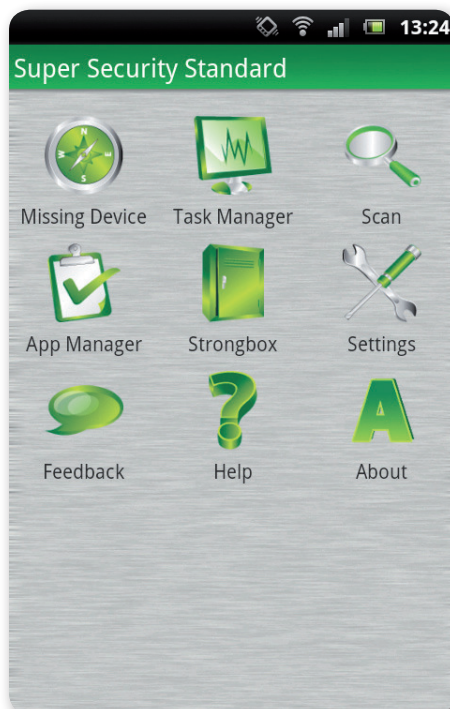 13:24
Super Security Standard
N
W E
S
Missing Device Task Manager Scan
App Manager Strongbox Settings
A
Feedback Help About